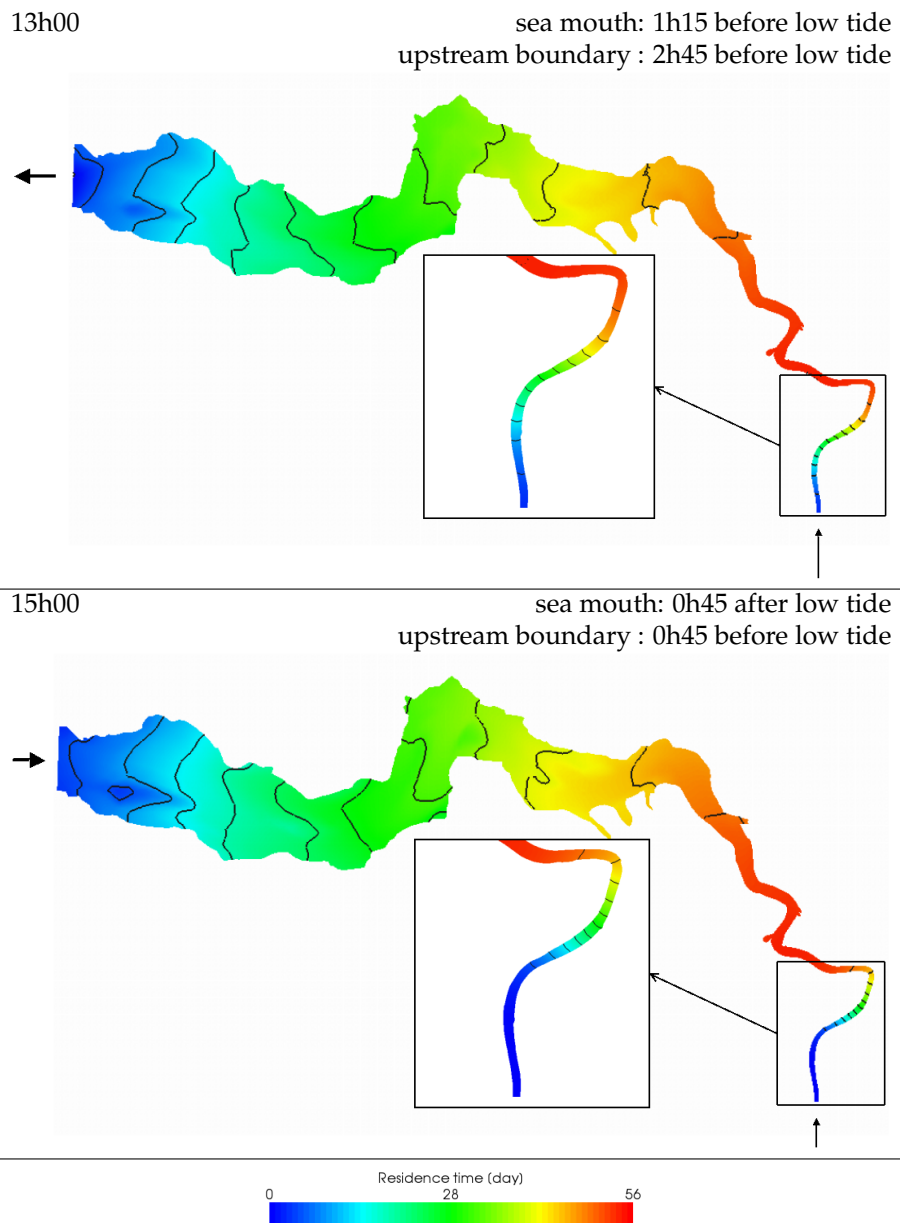 13h00
sea mouth: 1h15 before low tide
upstream boundary : 2h45 before low tide
15h00
sea mouth: 0h45 after low tide
upstream boundary : 0h45 before low tide
Residence time (day)
0 28 56